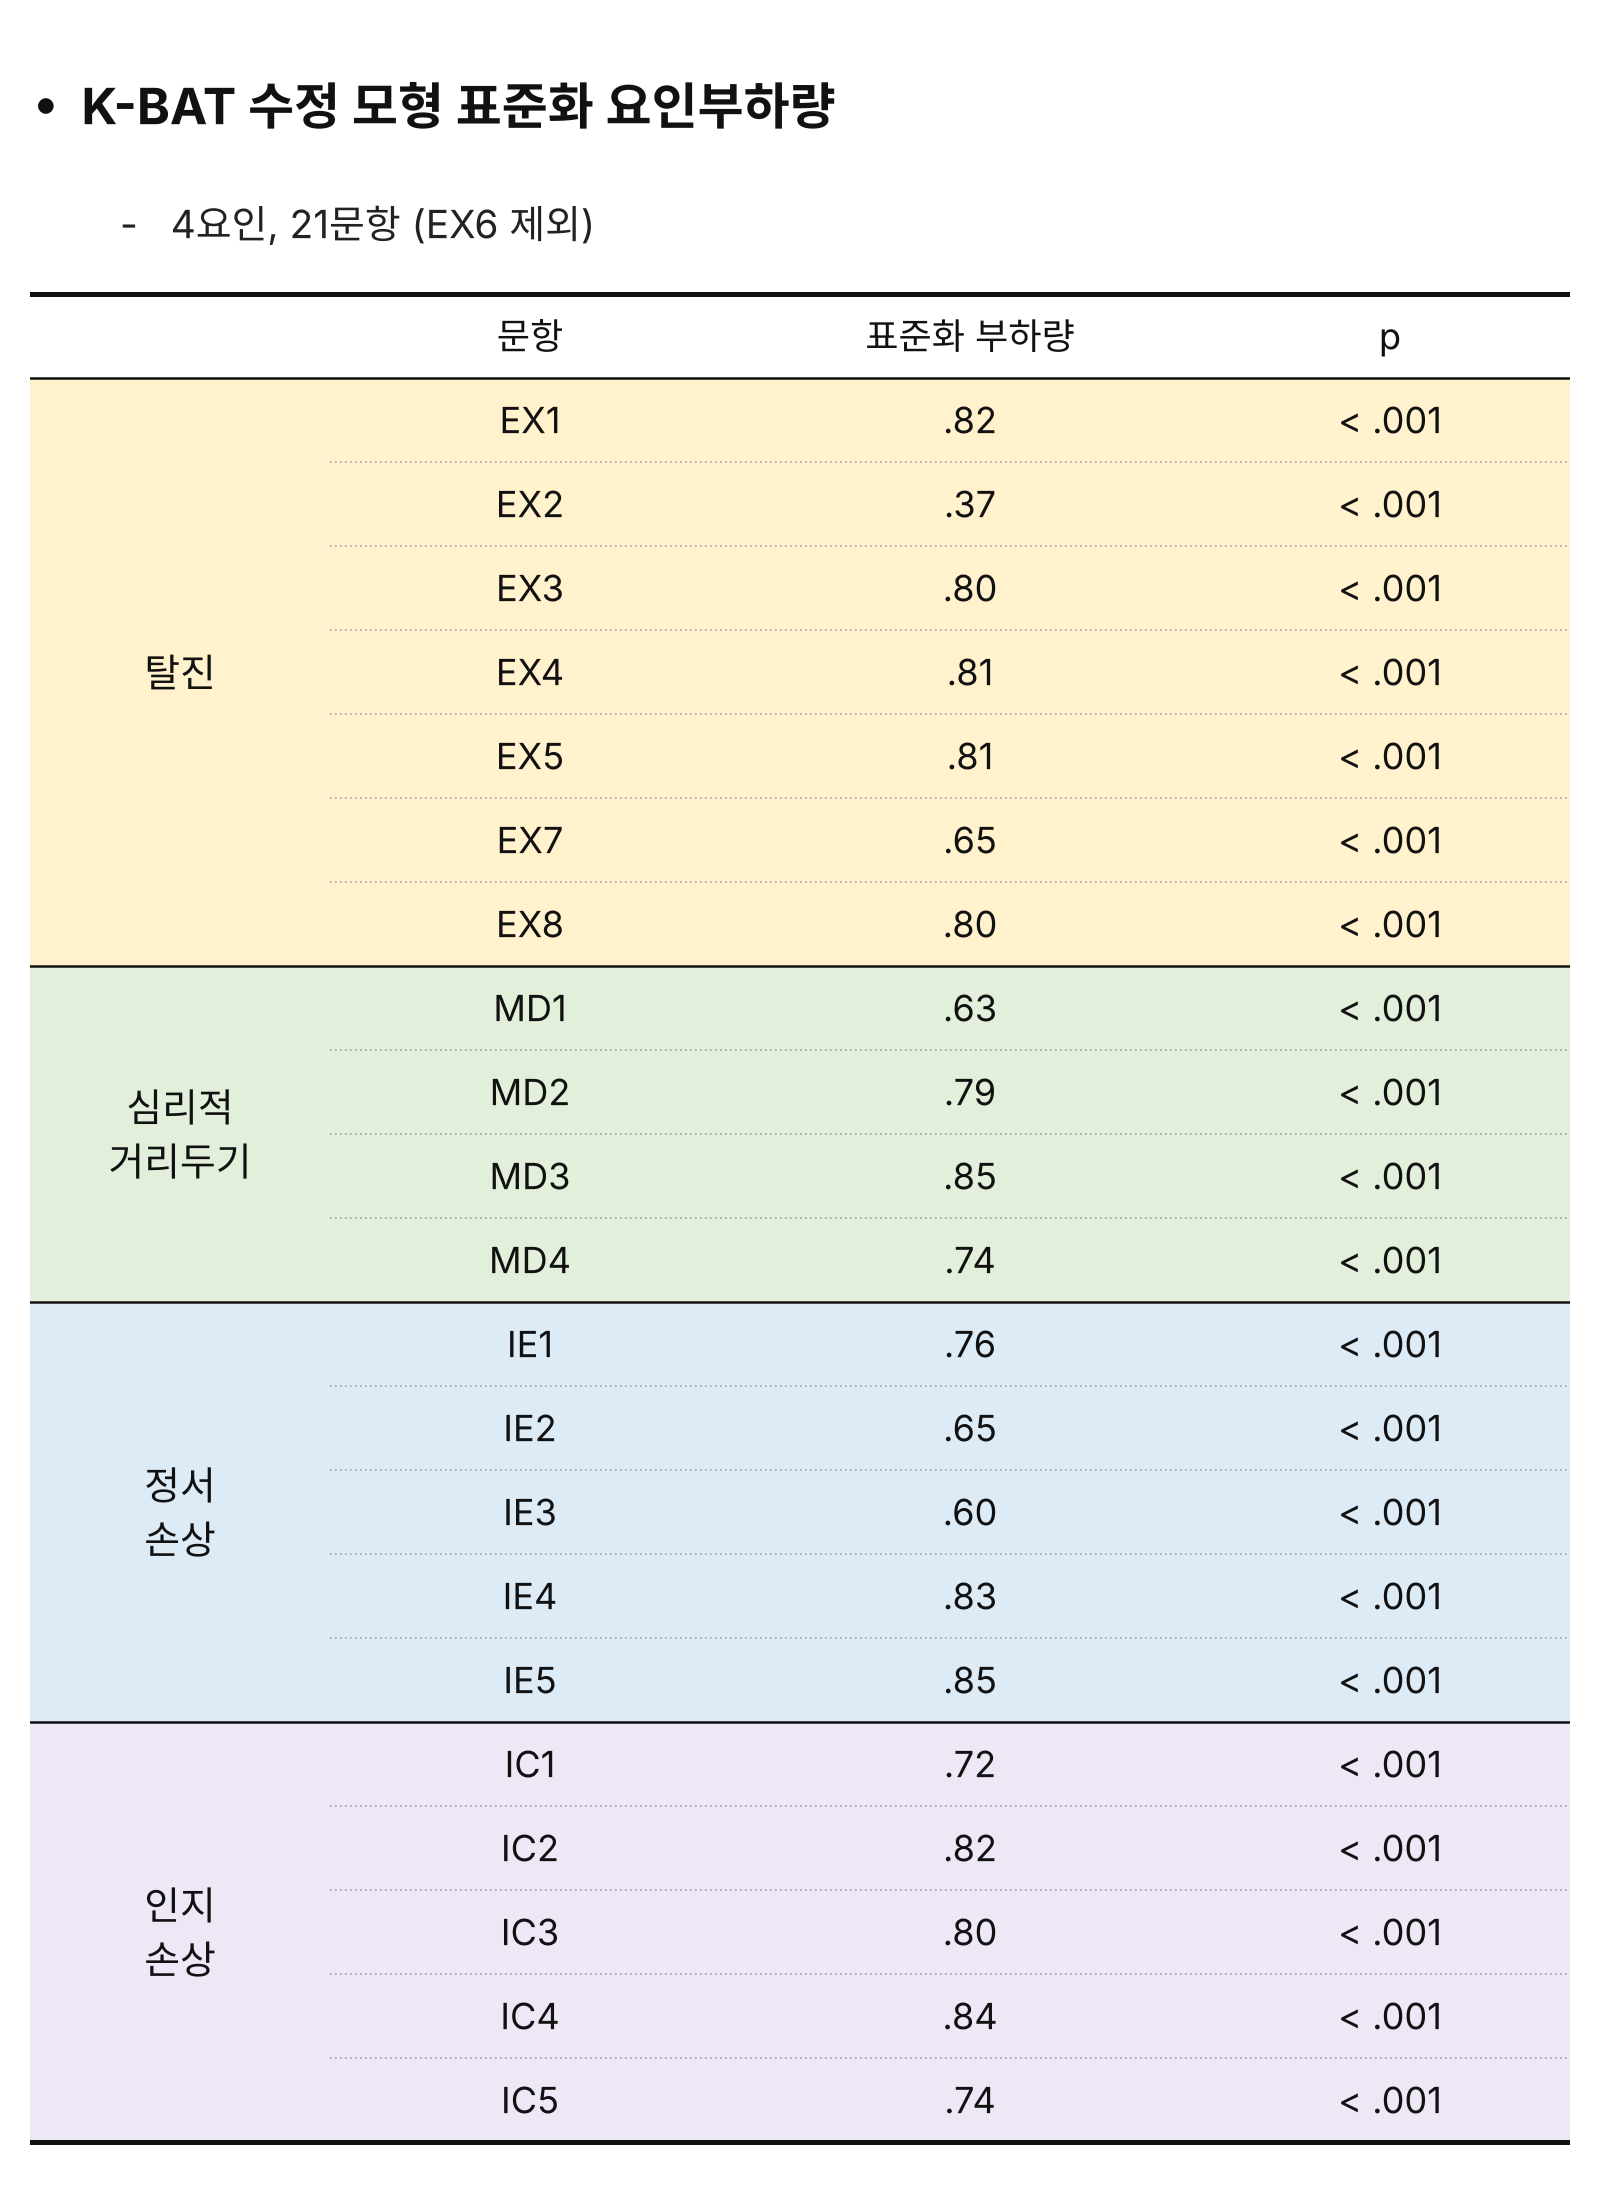 • K-BAT 수정 모형 표준화 요인부하량
- 4요인, 21문항 (EX6 제외)
문항 표준화 부하량 p
탈진
EX1 .82 < .001
EX2 .37 < .001
EX3 .80 < .001
EX4 .81 < .001
EX5 .81 < .001
EX7 .65 < .001
EX8 .80 < .001
심리적
거리두기
MD1 .63 < .001
MD2 .79 < .001
MD3 .85 < .001
MD4 .74 < .001
정서
손상
IE1 .76 < .001
IE2 .65 < .001
IE3 .60 < .001
IE4 .83 < .001
IE5 .85 < .001
인지
손상
IC1 .72 < .001
IC2 .82 < .001
IC3 .80 < .001
IC4 .84 < .001
IC5 .74 < .001